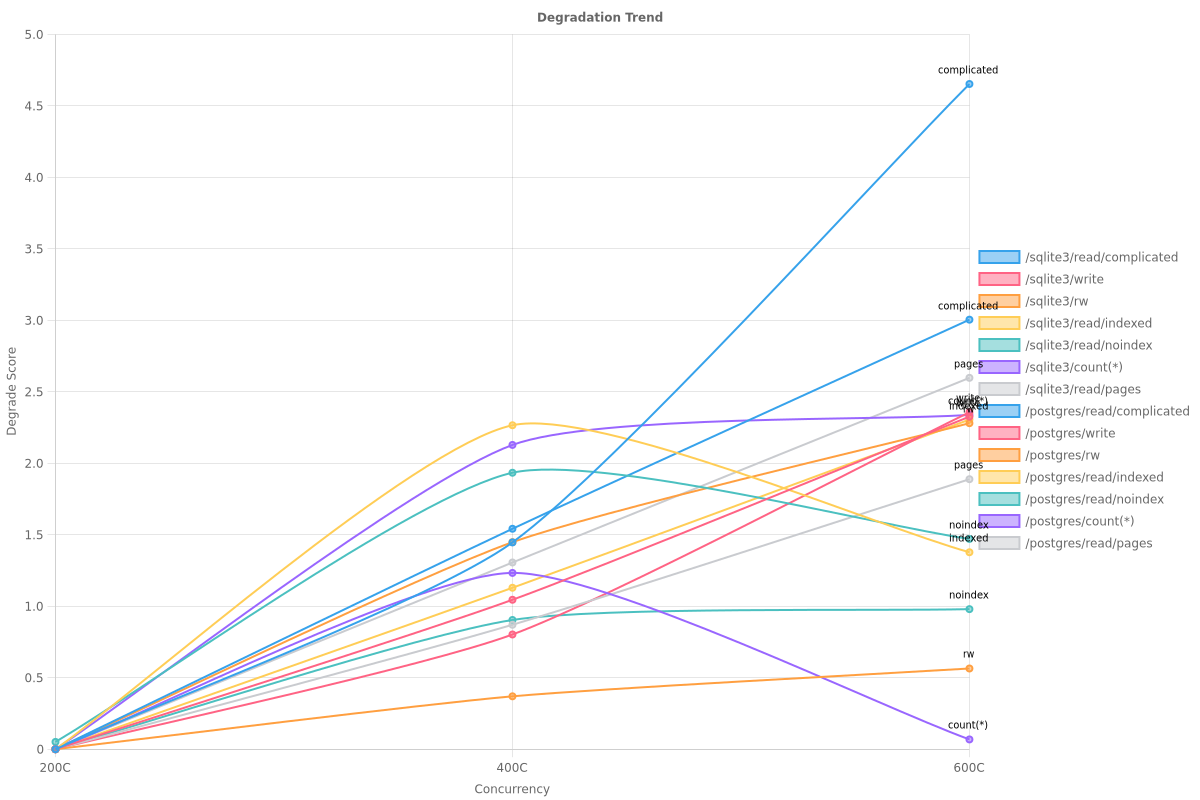 Degradation Trend
5.0
4.5
4.0
3.5
3.0
2.5
2.0
1.5
1.0
0.5
0
Degrade Score
200C
400C
600C
Concurrency
complicated
complicated
pages
write
indexed
pages
noindex
indexed
noindex
rw
count(*)
/sqlite3/read/complicated
/sqlite3/write
/sqlite3/rw
/sqlite3/read/indexed
/sqlite3/read/noindex
/sqlite3/count(*)
/sqlite3/read/pages
/postgres/read/complicated
/postgres/write
/postgres/rw
/postgres/read/indexed
/postgres/read/noindex
/postgres/count(*)
/postgres/read/pages